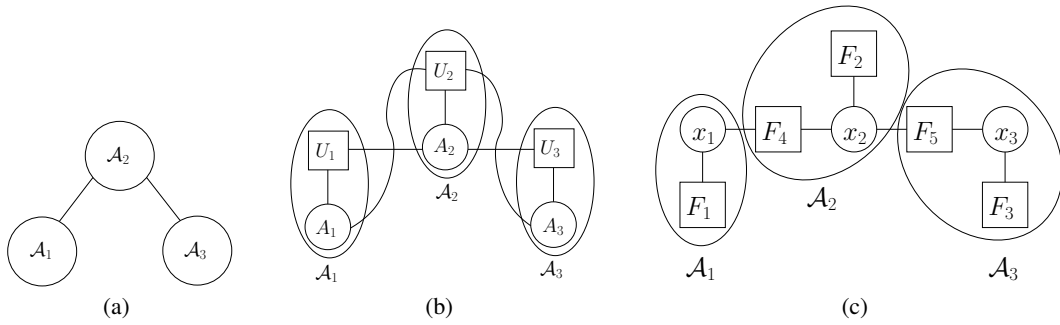 𝒜₂
𝒜₁
𝒜₃
(a)
U₂
U₁
A₂
U₃
𝒜₂
A₁
A₃
𝒜₁
𝒜₃
(b)
F₂
x₁
F₄
x₂
F₅
x₃
F₁
F₃
𝒜₂
𝒜₁
𝒜₃
(c)